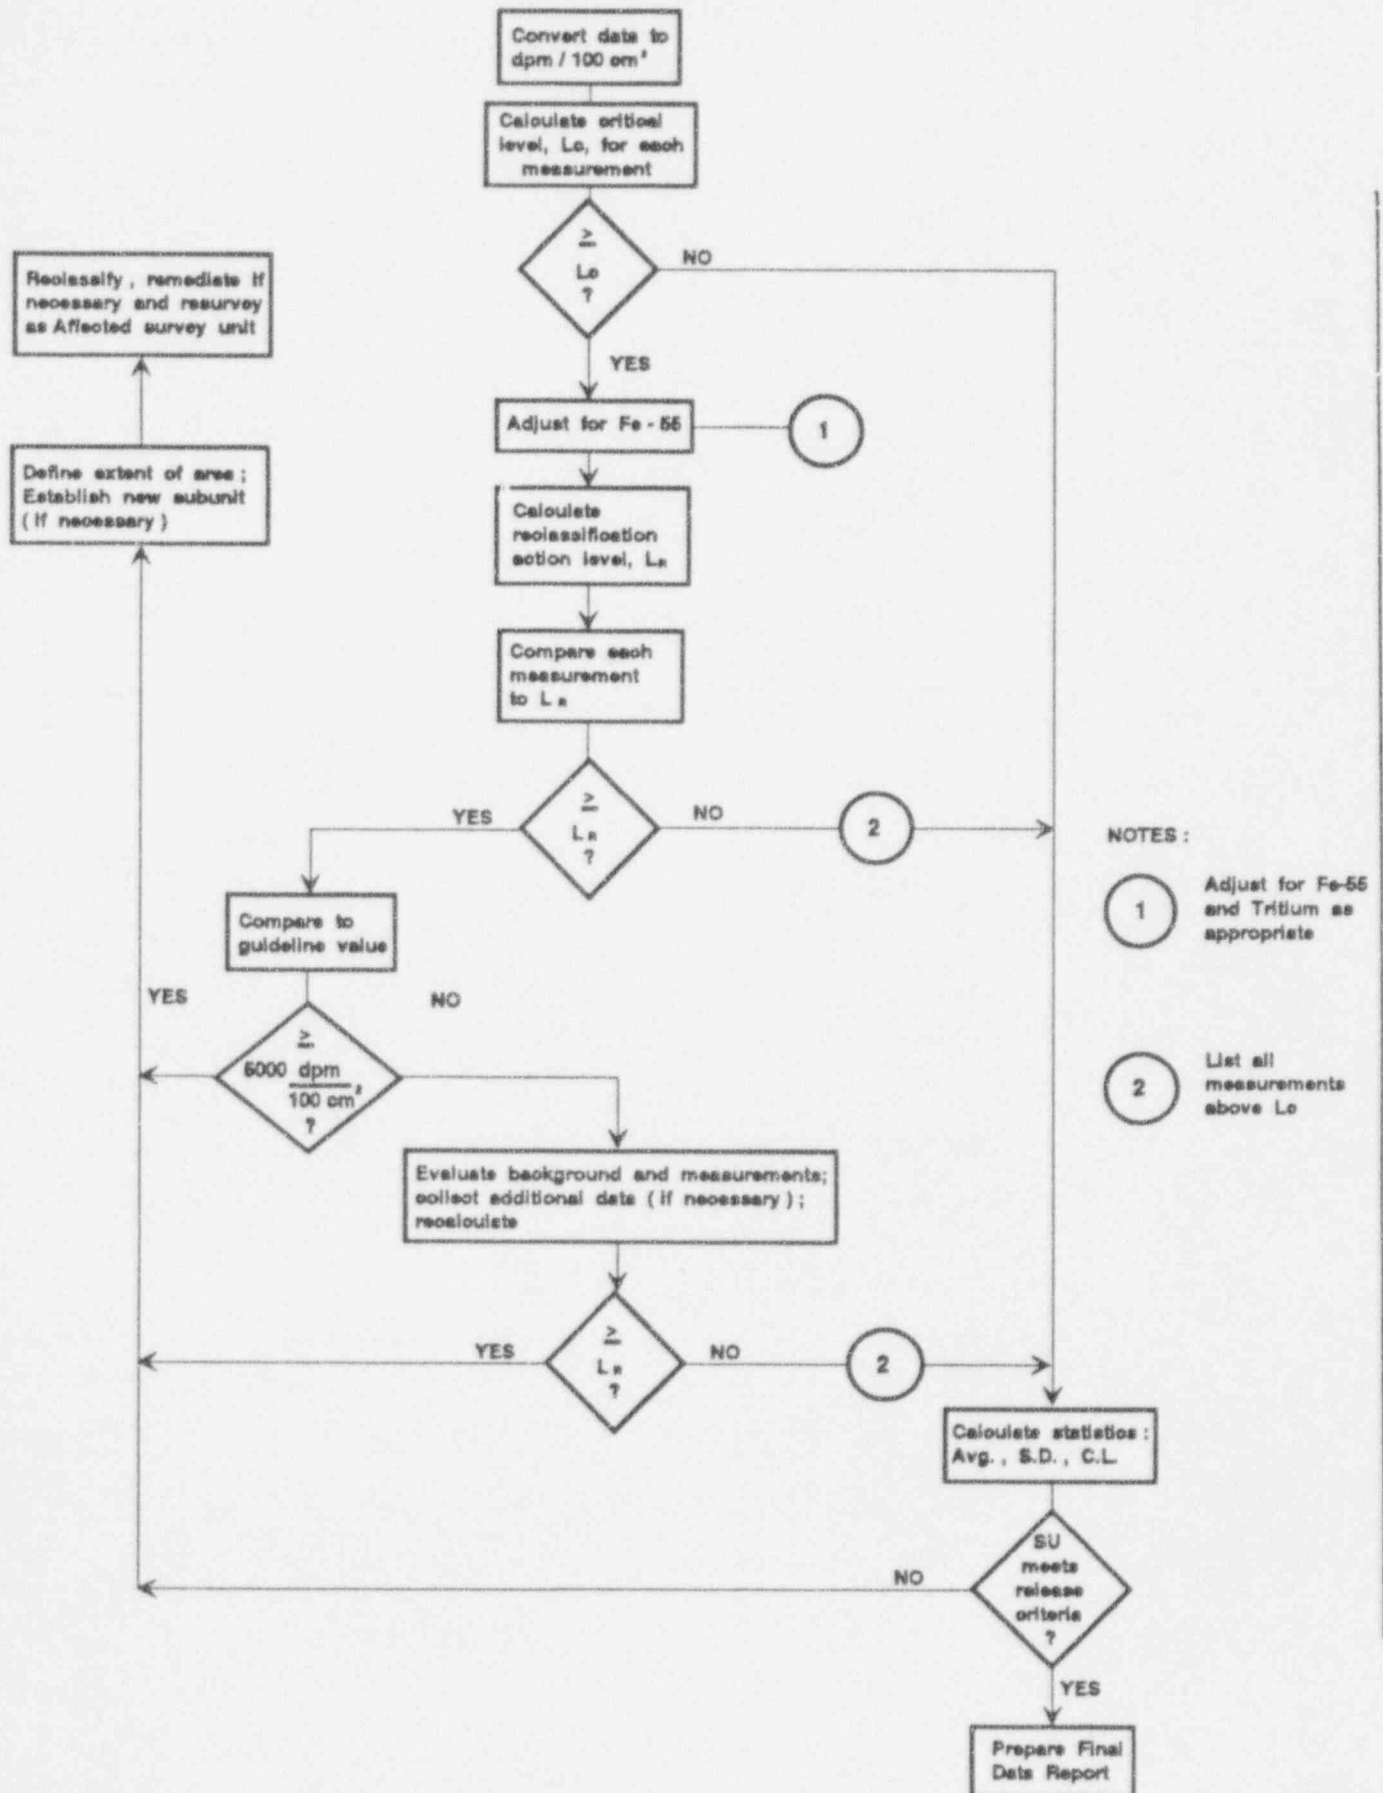 Convert data to
dpm / 100 cm²
Calculate critical
level, Lc, for each
measurement
≥
Lc
?
NO
YES
Reclassify, remediate if
necessary and resurvey
as Affected survey unit
Define extent of area;
Establish new subunit
(if necessary)
Adjust for Fe - 55
1
Calculate
reclassification
action level, LR
Compare each
measurement
to LR
≥
LR
?
YES
NO
2
Compare to
guideline value
YES
NO
≥
5000 dpm
100 cm²
?
Evaluate background and measurements;
collect additional data (if necessary);
recalculate
≥
LR
?
YES
NO
2
Calculate statistics:
Avg., S.D., C.L.
SU
meets
release
criteria
?
NO
YES
Prepare Final
Data Report
NOTES:
1
Adjust for Fe-55
and Tritium as
appropriate
2
List all
measurements
above Lc